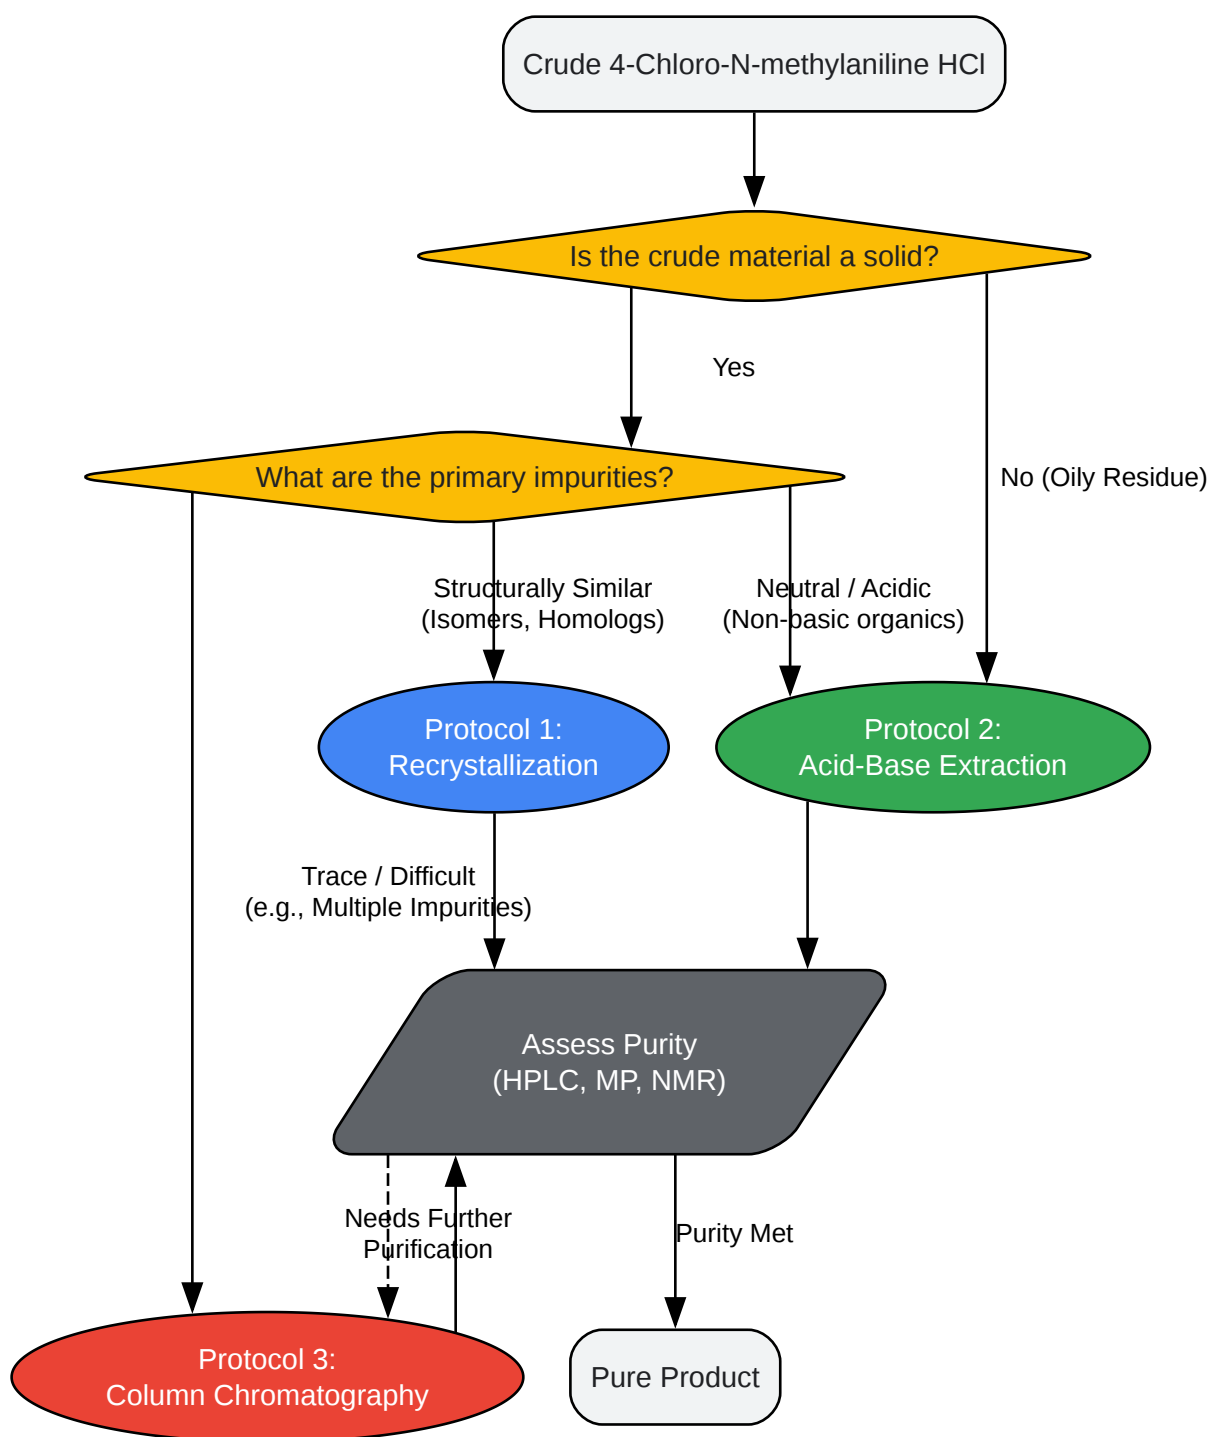 Crude 4-Chloro-N-methylaniline HCl
Is the crude material a solid?
Yes
What are the primary impurities?
No (Oily Residue)
Structurally Similar
(Isomers, Homologs)
Neutral / Acidic
(Non-basic organics)
Protocol 1:
Recrystallization
Protocol 2:
Acid-Base Extraction
Trace / Difficult
(e.g., Multiple Impurities)
Assess Purity
(HPLC, MP, NMR)
Needs Further
Purification
Purity Met
Protocol 3:
Column Chromatography
Pure Product